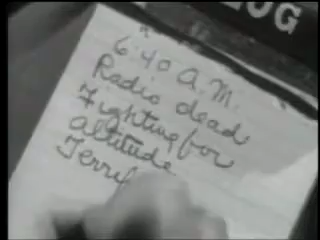 LOG
6:40 A.M.
Radio dead
Fighting for
altitude